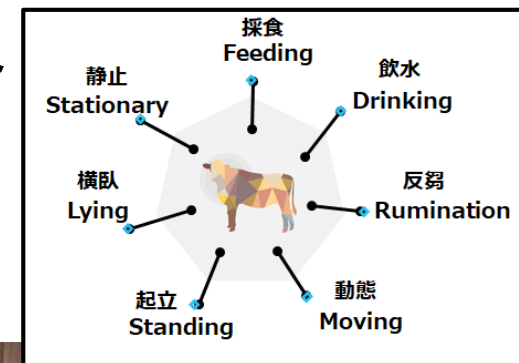 採食
Feeding
飲水
Drinking
反芻
Rumination
動態
Moving
起立
Standing
横臥
Lying
静止
Stationary